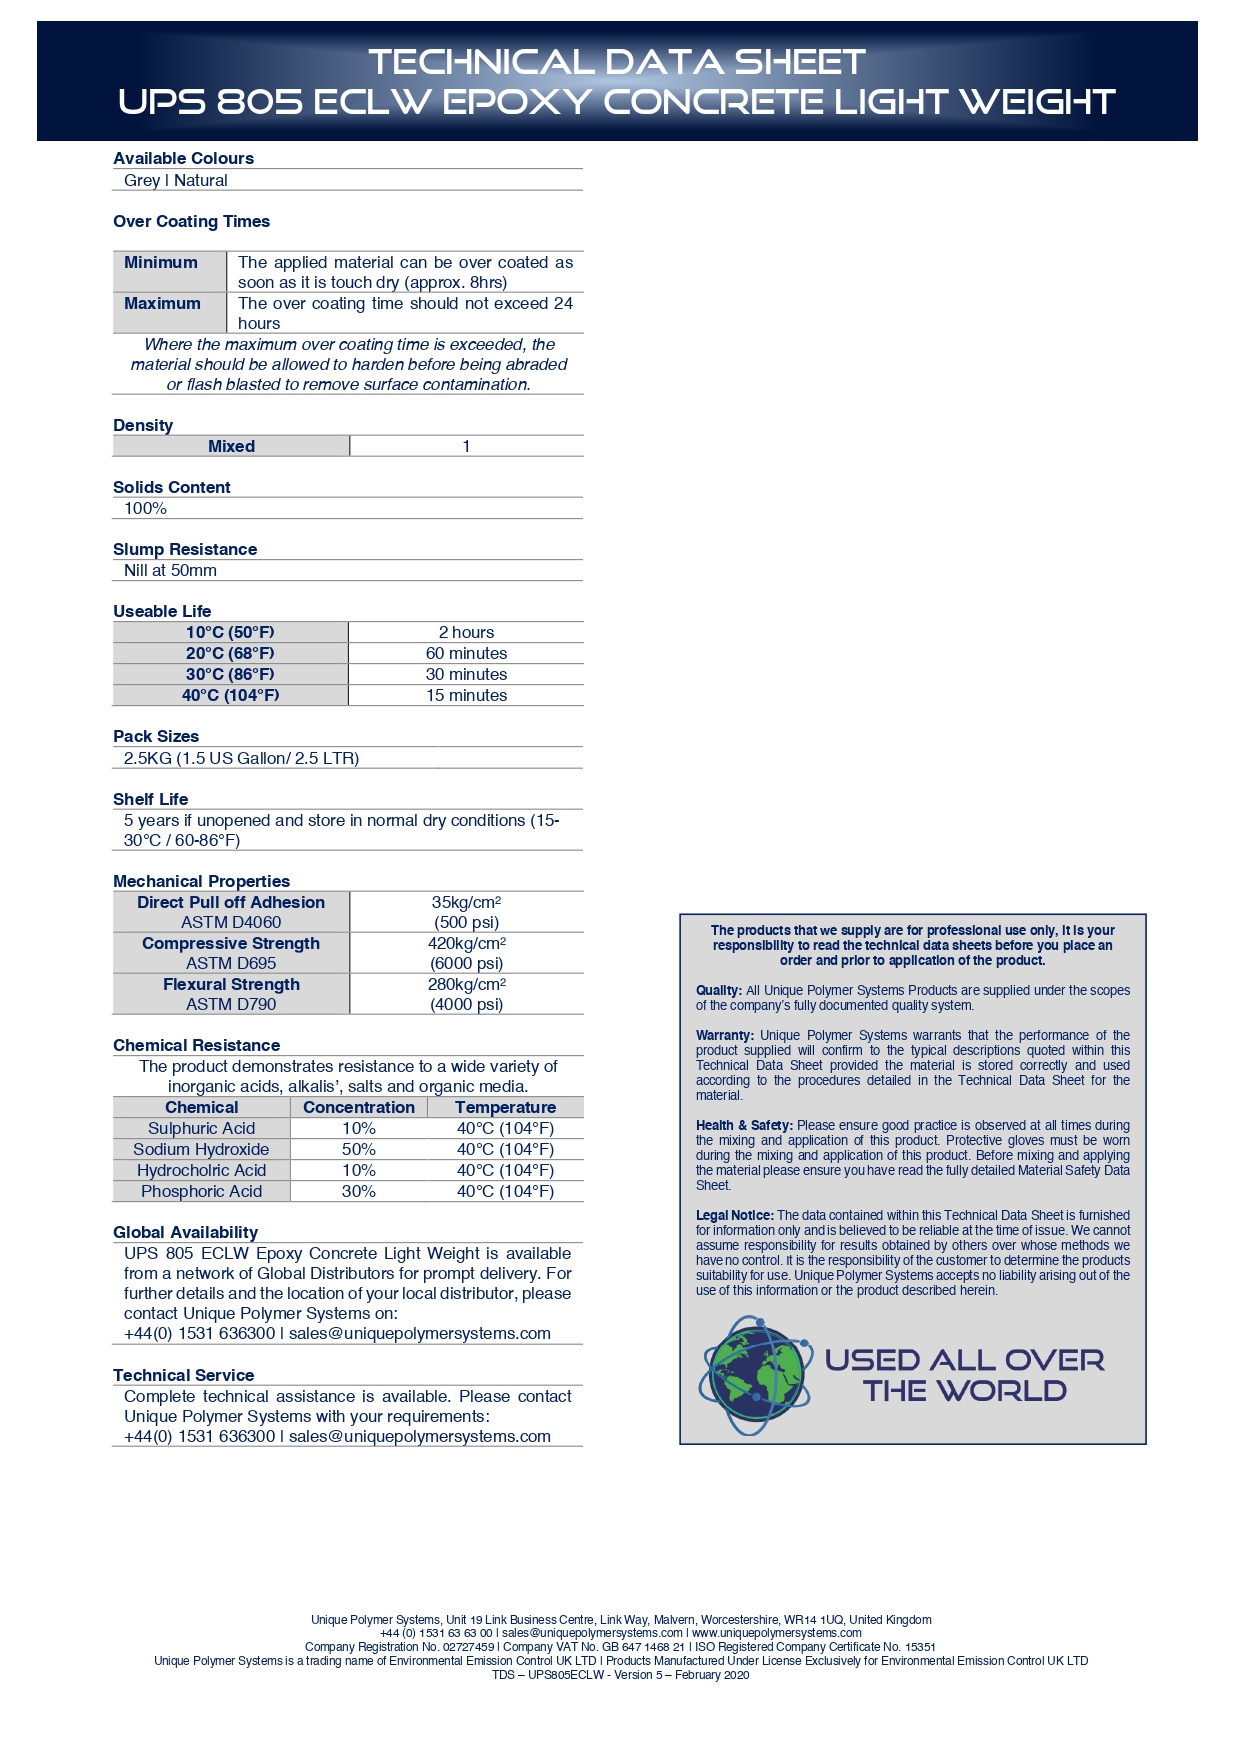 TECHNICAL DATA SHEET
UPS 805 ECLW EPOXY CONCRETE LIGHT WEIGHT
Available Colours
Grey | Natural
Over Coating Times
Minimum The applied material can be over coated as
soon as it is touch dry (approx. 8hrs)
Maximum The over coating time should not exceed 24
hours
Where the maximum over coating time is exceeded, the
material should be allowed to harden before being abraded
or flash blasted to remove surface contamination.
Density
Mixed 1
Solids Content
100%
Slump Resistance
Nill at 50mm
Useable Life
10°C (50°F) 2 hours
20°C (68°F) 60 minutes
30°C (86°F) 30 minutes
40°C (104°F) 15 minutes
Pack Sizes
2.5KG (1.5 US Gallon/ 2.5 LTR)
Shelf Life
5 years if unopened and store in normal dry conditions (15-
30°C / 60-86°F)
Mechanical Properties
Direct Pull off Adhesion 35kg/cm²
ASTM D4060 (500 psi)
Compressive Strength 420kg/cm²
ASTM D695 (6000 psi)
Flexural Strength 280kg/cm²
ASTM D790 (4000 psi)
Chemical Resistance
The product demonstrates resistance to a wide variety of
inorganic acids, alkalis’, salts and organic media.
Chemical Concentration Temperature
Sulphuric Acid 10% 40°C (104°F)
Sodium Hydroxide 50% 40°C (104°F)
Hydrocholric Acid 10% 40°C (104°F)
Phosphoric Acid 30% 40°C (104°F)
Global Availability
UPS 805 ECLW Epoxy Concrete Light Weight is available
from a network of Global Distributors for prompt delivery. For
further details and the location of your local distributor, please
contact Unique Polymer Systems on:
+44(0) 1531 636300 | sales@uniquepolymersystems.com
Technical Service
Complete technical assistance is available. Please contact
Unique Polymer Systems with your requirements:
+44(0) 1531 636300 | sales@uniquepolymersystems.com
The products that we supply are for professional use only, it is your
responsibility to read the technical data sheets before you place an
order and prior to application of the product.
Quality: All Unique Polymer Systems Products are supplied under the scopes
of the company’s fully documented quality system.
Warranty: Unique Polymer Systems warrants that the performance of the
product supplied will confirm to the typical descriptions quoted within this
Technical Data Sheet provided the material is stored correctly and used
according to the procedures detailed in the Technical Data Sheet for the
material.
Health & Safety: Please ensure good practice is observed at all times during
the mixing and application of this product. Protective gloves must be worn
during the mixing and application of this product. Before mixing and applying
the material please ensure you have read the fully detailed Material Safety Data
Sheet.
Legal Notice: The data contained within this Technical Data Sheet is furnished
for information only and is believed to be reliable at the time of issue. We cannot
assume responsibility for results obtained by others over whose methods we
have no control. It is the responsibility of the customer to determine the products
suitability for use. Unique Polymer Systems accepts no liability arising out of the
use of this information or the product described herein.
USED ALL OVER
THE WORLD
Unique Polymer Systems, Unit 19 Link Business Centre, Link Way, Malvern, Worcestershire, WR14 1UQ, United Kingdom
+44 (0) 1531 63 63 00 | sales@uniquepolymersystems.com | www.uniquepolymersystems.com
Company Registration No. 02727459 | Company VAT No. GB 647 1468 21 | ISO Registered Company Certificate No. 15351
Unique Polymer Systems is a trading name of Environmental Emission Control UK LTD | Products Manufactured Under License Exclusively for Environmental Emission Control UK LTD
TDS – UPS805ECLW - Version 5 – February 2020